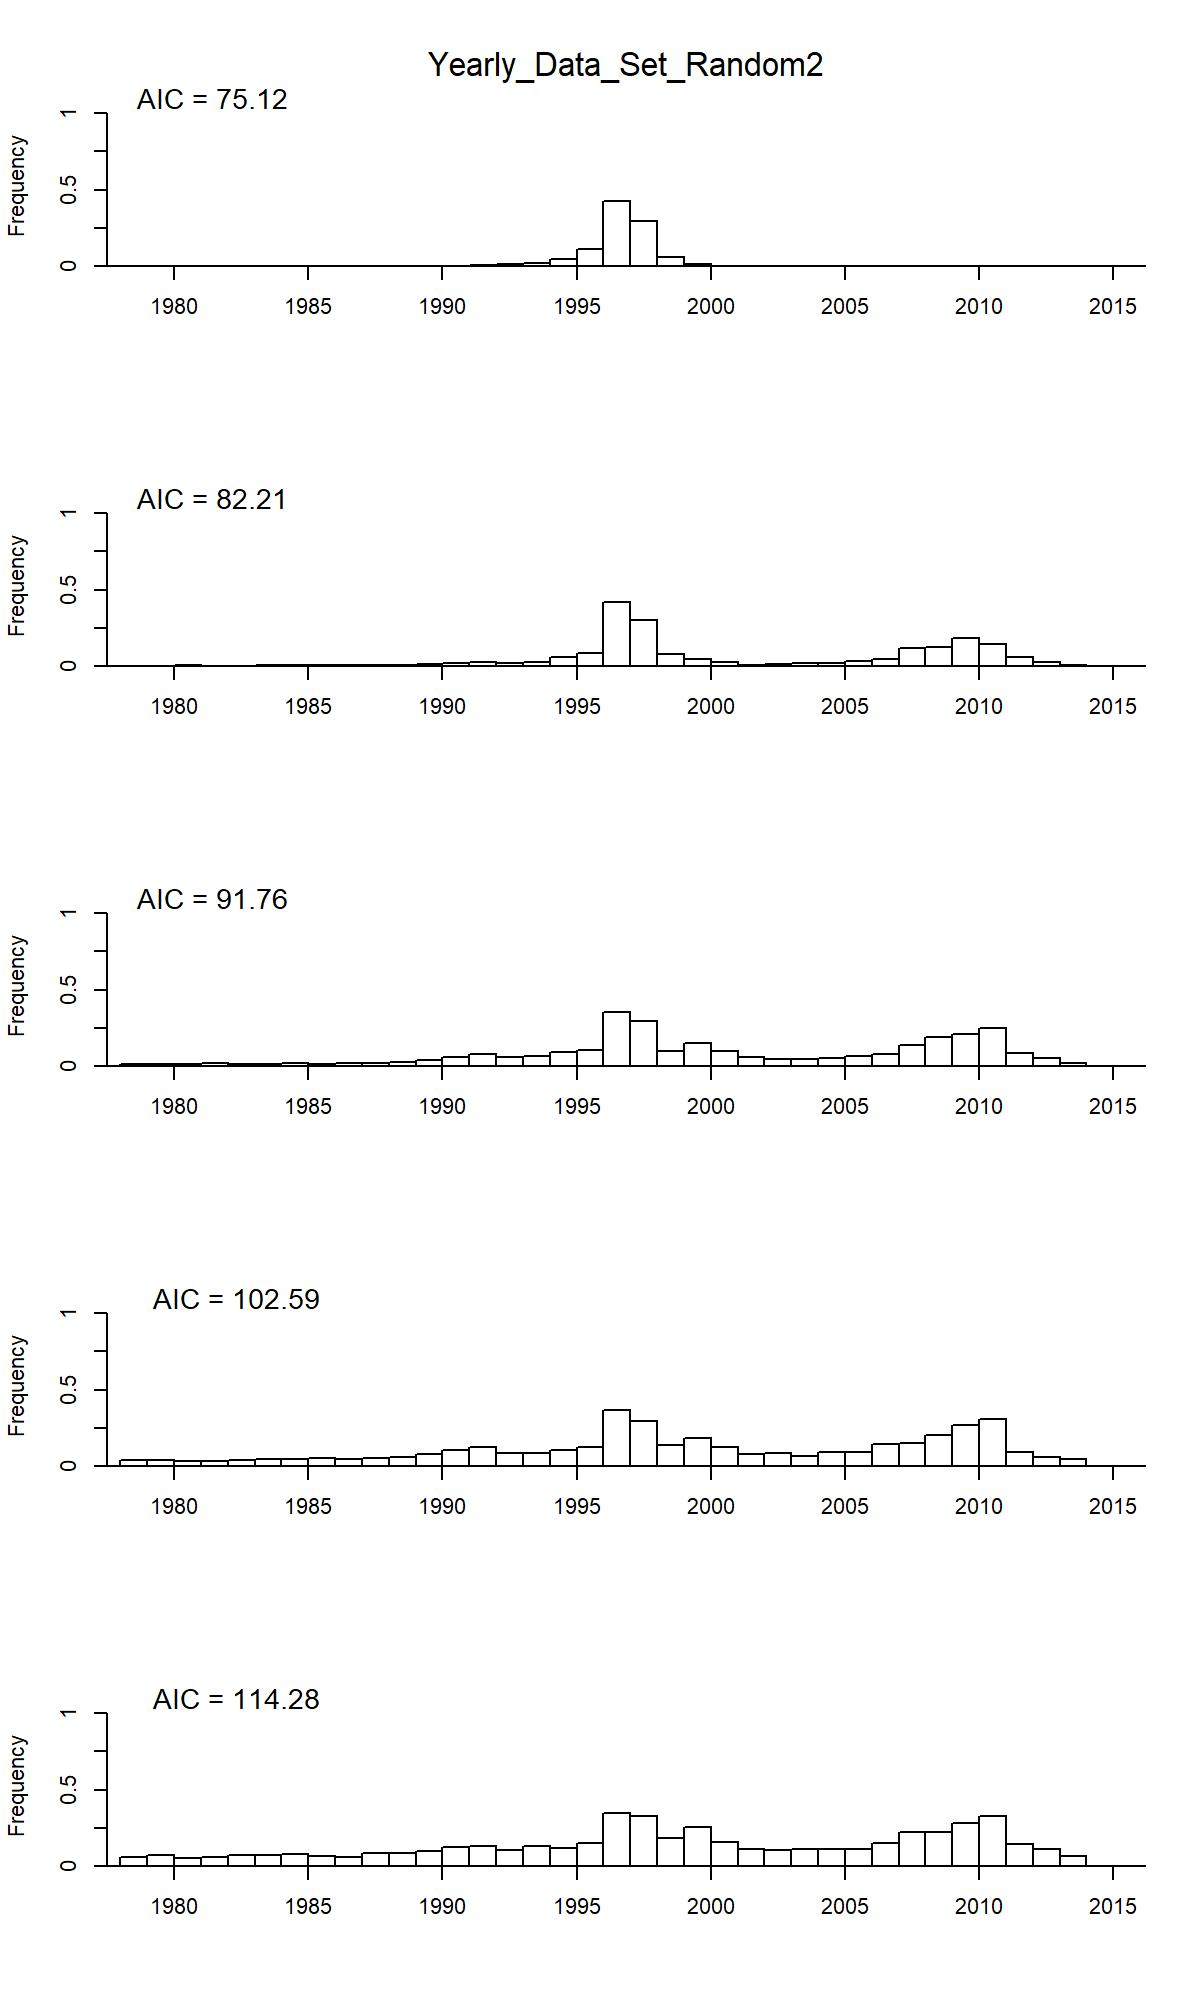 Yearly_Data_Set_Random2
AIC = 75.12
Frequency
1
0.5
0
1980 1985 1990 1995 2000 2005 2010 2015
AIC = 82.21
Frequency
1
0.5
0
1980 1985 1990 1995 2000 2005 2010 2015
AIC = 91.76
Frequency
1
0.5
0
1980 1985 1990 1995 2000 2005 2010 2015
AIC = 102.59
Frequency
1
0.5
0
1980 1985 1990 1995 2000 2005 2010 2015
AIC = 114.28
Frequency
1
0.5
0
1980 1985 1990 1995 2000 2005 2010 2015